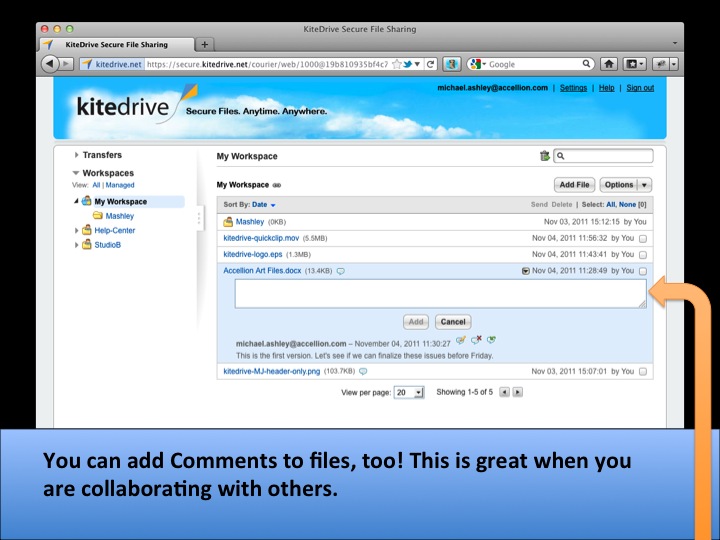 KiteDrive Secure File Sharing
KiteDrive Secure File Sharing
kitedrive.net https://secure.kitedrive.net/courier/web/1000@19b810935bf4c7 Google
michael.ashley@accellion.com | Settings | Help | Sign out
kitedrive Secure Files. Anytime. Anywhere.
Transfers
Workspaces
View: All | Managed
My Workspace
Mashley
Help-Center
StudioB
My Workspace
My Workspace Add File Options
Sort By: Date Send Delete | Select: All, None [0]
Mashley (0KB) Nov 03, 2011 15:12:15 by You
kitedrive-quickclip.mov (5.5MB) Nov 04, 2011 11:56:32 by You
kitedrive-logo.eps (1.3MB) Nov 04, 2011 11:43:41 by You
Accellion Art Files.docx (13.4KB) Nov 04, 2011 11:28:49 by You
Add Cancel
michael.ashley@accellion.com – November 04, 2011 11:30:27
This is the first version. Let's see if we can finalize these issues before Friday.
kitedrive-MJ-header-only.png (103.7KB) Nov 03, 2011 15:07:01 by You
View per page: 20 Showing 1-5 of 5
You can add Comments to files, too! This is great when you
are collaborating with others.